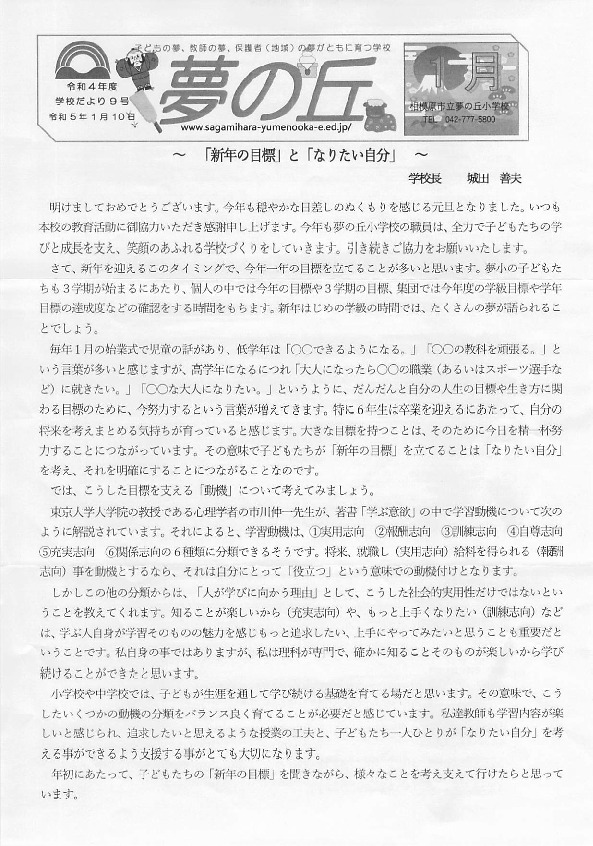 子どもの夢、教師の夢、保護者(地域)の夢がともに育つ学校
令和4年度
学校だより9号
令和5年1月10日
夢の丘
www.sagamihara-yumenooka-e.ed.jp/
1月
相模原市立夢の丘小学校
TEL 042-777-5800
～ 「新年の目標」と「なりたい自分」 ～
学校長 城田 善夫
明けましておめでとうございます。今年も穏やかな日差しのぬくもりを感じる元旦となりました。いつも
本校の教育活動に御協力いただき感謝申し上げます。今年も夢の丘小学校の職員は、全力で子どもたちの学
びと成長を支え、笑顔のあふれる学校づくりをしていきます。引き続きご協力をお願いいたします。
さて、新年を迎えるこのタイミングで、今年一年の目標を立てることが多いと思います。夢小の子どもた
ちも3学期が始まるにあたり、個人の中では今年の目標や3学期の目標、集団では今年度の学級目標や学年
目標の達成度などの確認をする時間をもちます。新年はじめの学級の時間では、たくさんの夢が語られるこ
とでしょう。
毎年1月の始業式で児童の話があり、低学年は「○○できるようになる。」「○○の教科を頑張る。」と
いう言葉が多いと感じますが、高学年になるにつれ「大人になったら○○の職業(あるいはスポーツ選手な
ど)に就きたい。」「○○な大人になりたい。」というように、だんだんと自分の人生の目標や生き方に関
わる目標のために、今努力するという言葉が増えてきます。特に6年生は卒業を迎えるにあたって、自分の
将来を考えまとめる気持ちが育っていると感じます。大きな目標を持つことは、そのために今日を精一杯努
力することにつながっています。その意味で子どもたちが「新年の目標」を立てることは「なりたい自分」
を考え、それを明確にすることにつながることなのです。
では、こうした目標を支える「動機」について考えてみましょう。
東京大学大学院の教授である心理学者の市川伸一先生が、著書「学ぶ意欲」の中で学習動機について次の
ように解説されています。それによると、学習動機は、①実用志向 ②報酬志向 ③訓練志向 ④自尊志向
⑤充実志向 ⑥関係志向の6種類に分類できるそうです。将来、就職し(実用志向)給料を得られる(報酬
志向)事を動機とするなら、それは自分にとって「役立つ」という意味での動機付けとなります。
しかしこの他の分類からは、「人が学びに向かう理由」として、こうした社会的実用性だけではないとい
うことを教えてくれます。知ることが楽しいから(充実志向)や、もっと上手くなりたい(訓練志向)など
は、学ぶ人自身が学習そのものの魅力を感じもっと追求したい、上手にやってみたいと思うことも重要だと
いうことです。私自身の事ではありますが、私は理科が専門で、確かに知ることそのものが楽しいから学び
続けることができたと思います。
小学校や中学校では、子どもが生涯を通して学び続ける基礎を育てる場だと思います。その意味で、こう
したいくつかの動機の分類をバランス良く育てることが必要だと感じています。私達教師も学習内容が楽
しいと感じられ、追求したいと思えるような授業の工夫と、子どもたち一人ひとりが「なりたい自分」を考
える事ができるよう支援する事がとても大切になります。
年初にあたって、子どもたちの「新年の目標」を聞きながら、様々なことを考え支えて行けたらと思って
います。